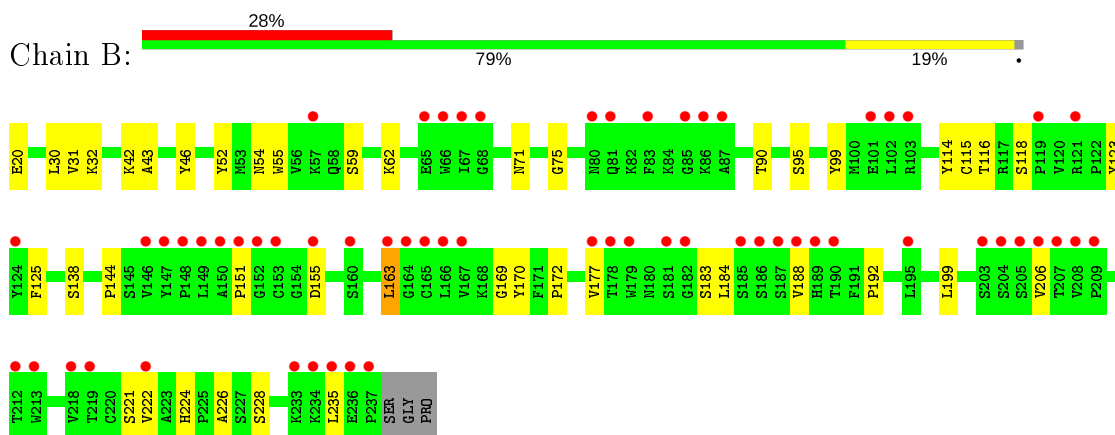 28%
Chain B:
79%
19%
•
E20 L30 V31 K32 K42 A43 Y46 Y52 M53 N54 W55 V56 K57 Q58 S59 K62 E65 W66 I67 G68 N71 G75 N80 Q81 K82 F83 K84 G85 K86 A87 T90 S95 Y99 M100 E101 L102 R103 Y114 C115 T116 R117 S118 P119 V120 R121 P122 Y123
Y124 F125 S138 P144 S145 V146 Y147 P148 L149 A150 P151 G152 C153 G154 D155 S160 L163 G164 C165 L166 V167 K168 G169 Y170 F171 P172 V177 T178 W179 N180 S181 G182 S183 L184 S185 S186 S187 V188 H189 T190 F191 P192 L195 L199 S203 S204 S205 V206 T207 V208 P209
T212 W213 V218 T219 C220 S221 V222 A223 H224 P225 A226 S227 S228 K233 K234 L235 E236 P237 SER GLY PRO